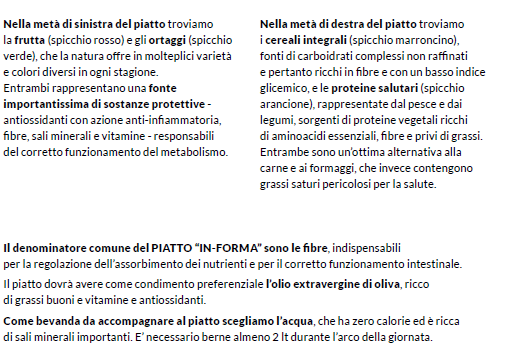 Nella metà di sinistra del piatto troviamo
la frutta (spicchio rosso) e gli ortaggi (spicchio
verde), che la natura offre in molteplici varietà
e colori diversi in ogni stagione.
Entrambi rappresentano una fonte
importantissima di sostanze protettive -
antiossidanti con azione anti-infiammatoria,
fibre, sali minerali e vitamine - responsabili
del corretto funzionamento del metabolismo.
Nella metà di destra del piatto troviamo
i cereali integrali (spicchio marroncino),
fonti di carboidrati complessi non raffinati
e pertanto ricchi in fibre e con un basso indice
glicemico, e le proteine salutari (spicchio
arancione), rappresentate dal pesce e dai
legumi, sorgenti di proteine vegetali ricchi
di aminoacidi essenziali, fibre e privi di grassi.
Entrambe sono un'ottima alternativa alla
carne e ai formaggi, che invece contengono
grassi saturi pericolosi per la salute.
Il denominatore comune del PIATTO "IN-FORMA" sono le fibre, indispensabili
per la regolazione dell'assorbimento dei nutrienti e per il corretto funzionamento intestinale.
Il piatto dovrà avere come condimento preferenziale l'olio extravergine di oliva, ricco
di grassi buoni e vitamine e antiossidanti.
Come bevanda da accompagnare al piatto scegliamo l'acqua, che ha zero calorie ed è ricca
di sali minerali importanti. E' necessario berne almeno 2 lt durante l'arco della giornata.